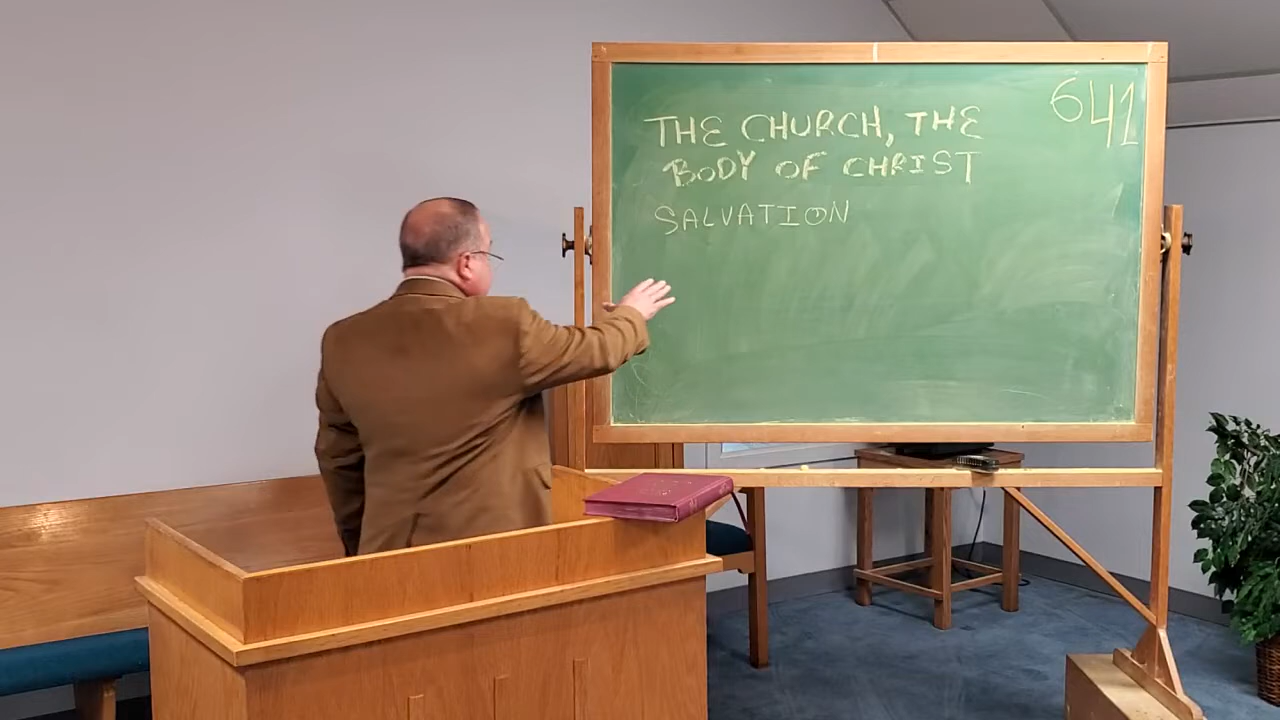 641
THE CHURCH, THE
BODY OF CHRIST
SALVATION